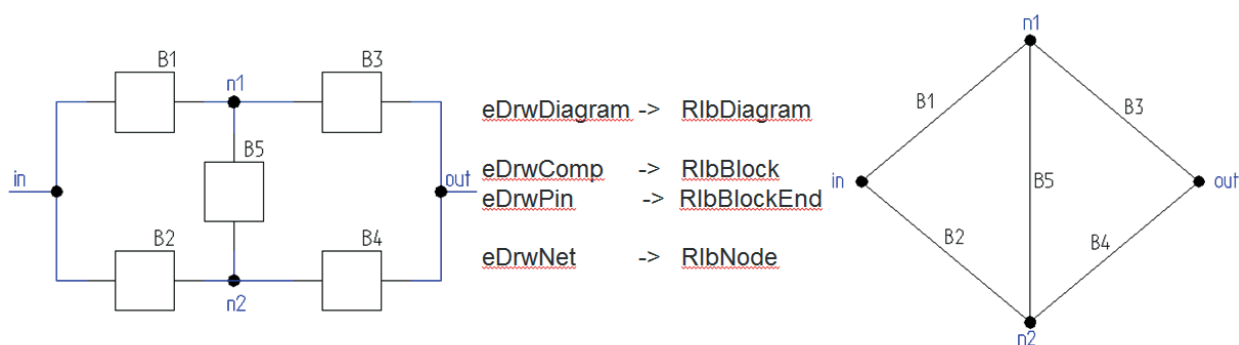 B1
B3
n1
B5
in
out
B2
B4
n2
eDrwDiagram -> RlbDiagram
eDrwComp -> RlbBlock
eDrwPin -> RlbBlockEnd
eDrwNet -> RlbNode
n1
B1
B3
in
B5
out
B2
B4
n2